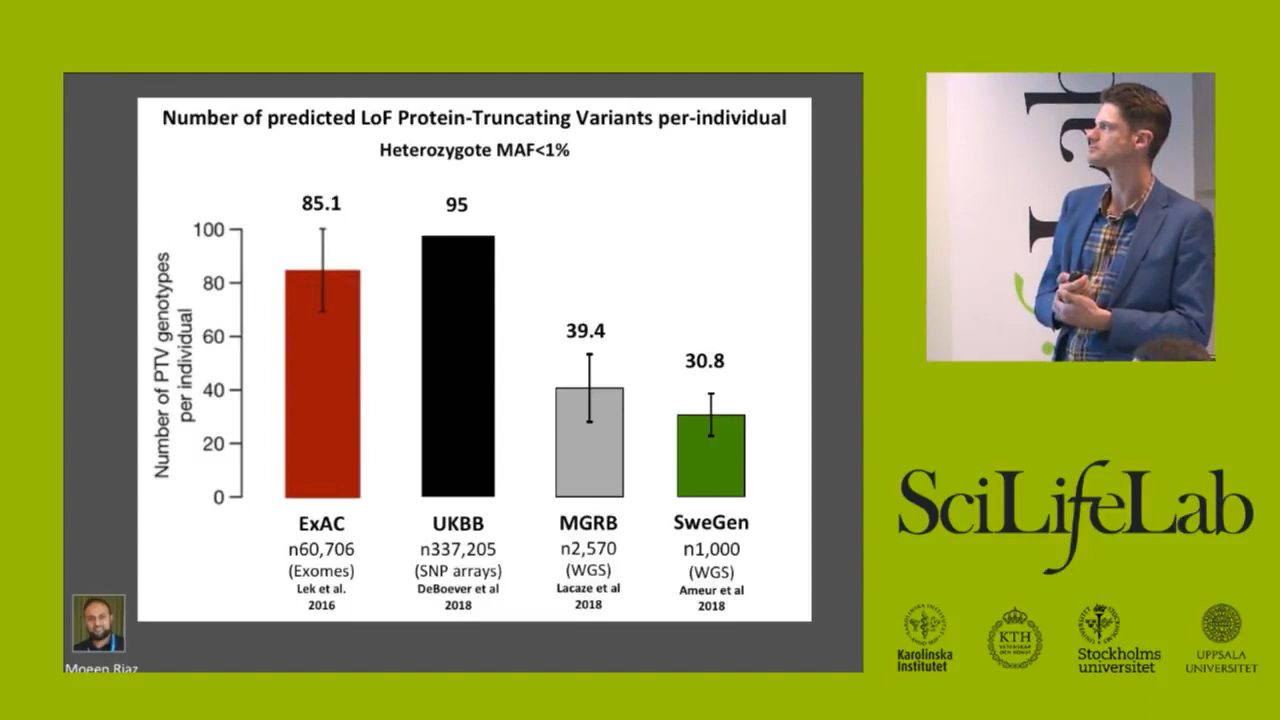 Number of predicted LoF Protein-Truncating Variants per-individual
Heterozygote MAF<1%
Number of PTV genotypes
per individual
100
80
60
40
20
0
85.1
95
39.4
30.8
ExAC
n60,706
(Exomes)
Lek et al.
2016
UKBB
n337,205
(SNP arrays)
DeBoever et al
2018
MGRB
n2,570
(WGS)
Lacaze et al
2018
SweGen
n1,000
(WGS)
Ameur et al
2018
Moeen Riaz
SciLifeLab
Karolinska
Institutet
KTH
Stockholms
universitet
UPPSALA
UNIVERSITET